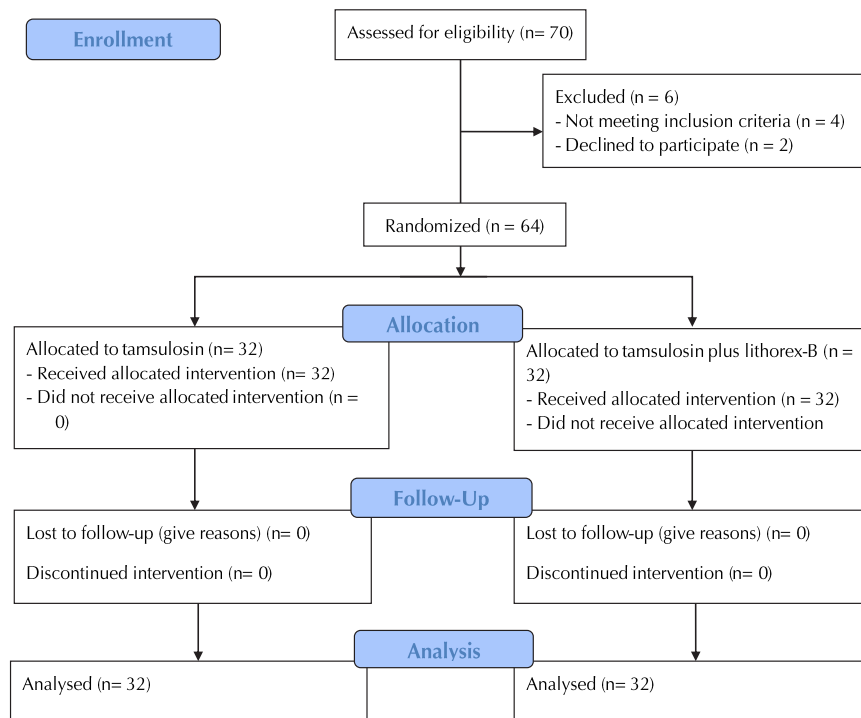 Enrollment
Assessed for eligibility (n= 70)
Excluded (n = 6)
- Not meeting inclusion criteria (n = 4)
- Declined to participate (n = 2)
Randomized (n = 64)
Allocation
Allocated to tamsulosin (n= 32)
- Received allocated intervention (n= 32)
- Did not receive allocated intervention (n =
0)
Allocated to tamsulosin plus lithorex-B (n =
32)
- Received allocated intervention (n = 32)
- Did not receive allocated intervention
Follow-Up
Lost to follow-up (give reasons) (n= 0)
Discontinued intervention (n= 0)
Lost to follow-up (give reasons) (n= 0)
Discontinued intervention (n= 0)
Analysis
Analysed (n= 32)
Analysed (n= 32)